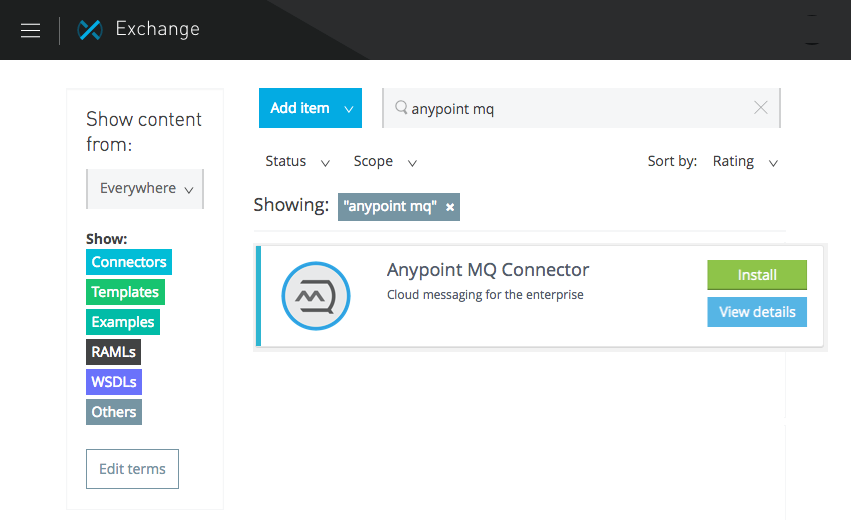 Exchange
Show content
from:
Everywhere
Show:
Connectors
Templates
Examples
RAMLs
WSDLs
Others
Edit terms
Add item
anypoint mq
Status Scope Sort by: Rating
Showing: "anypoint mq" ×
Anypoint MQ Connector
Cloud messaging for the enterprise
Install
View details